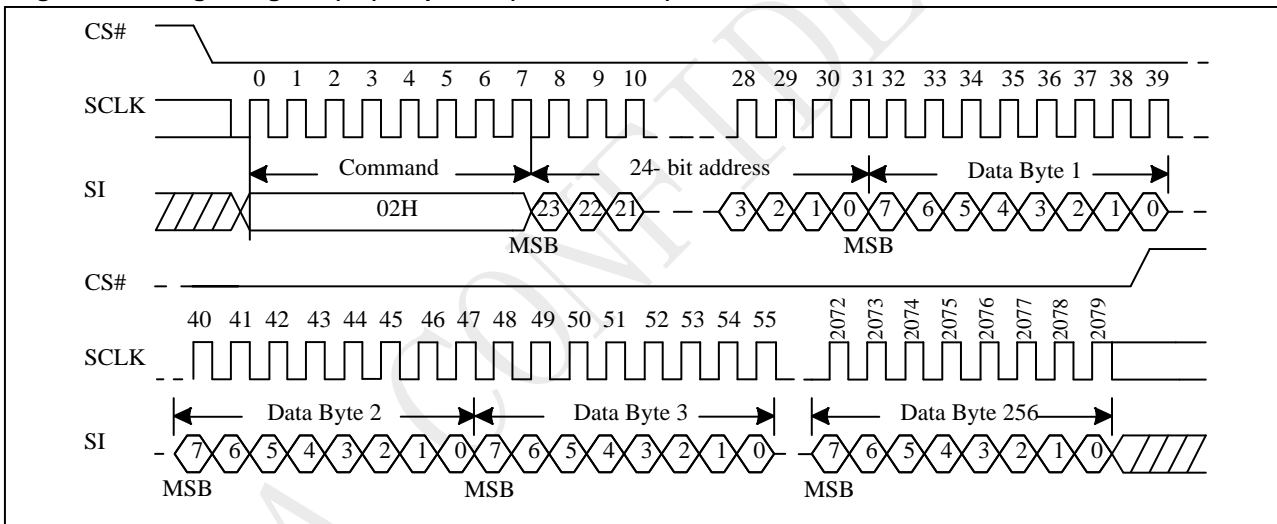 CS#
0 1 2 3 4 5 6 7 8 9 10 28 29 30 31 32 33 34 35 36 37 38 39
SCLK
Command 24- bit address Data Byte 1
SI
02H 23 22 21 3 2 1 0 7 6 5 4 3 2 1 0
MSB MSB
CS#
40 41 42 43 44 45 46 47 48 49 50 51 52 53 54 55 2072 2073 2074 2075 2076 2077 2078 2079
SCLK
Data Byte 2 Data Byte 3 Data Byte 256
SI
7 6 5 4 3 2 1 0 7 6 5 4 3 2 1 0 7 6 5 4 3 2 1 0
MSB MSB MSB